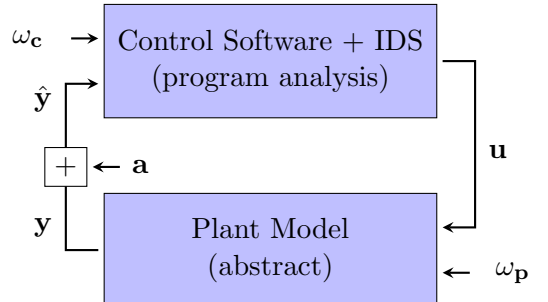 ω_c
Control Software + IDS
(program analysis)
ŷ
+
a
u
y
Plant Model
(abstract)
ω_p